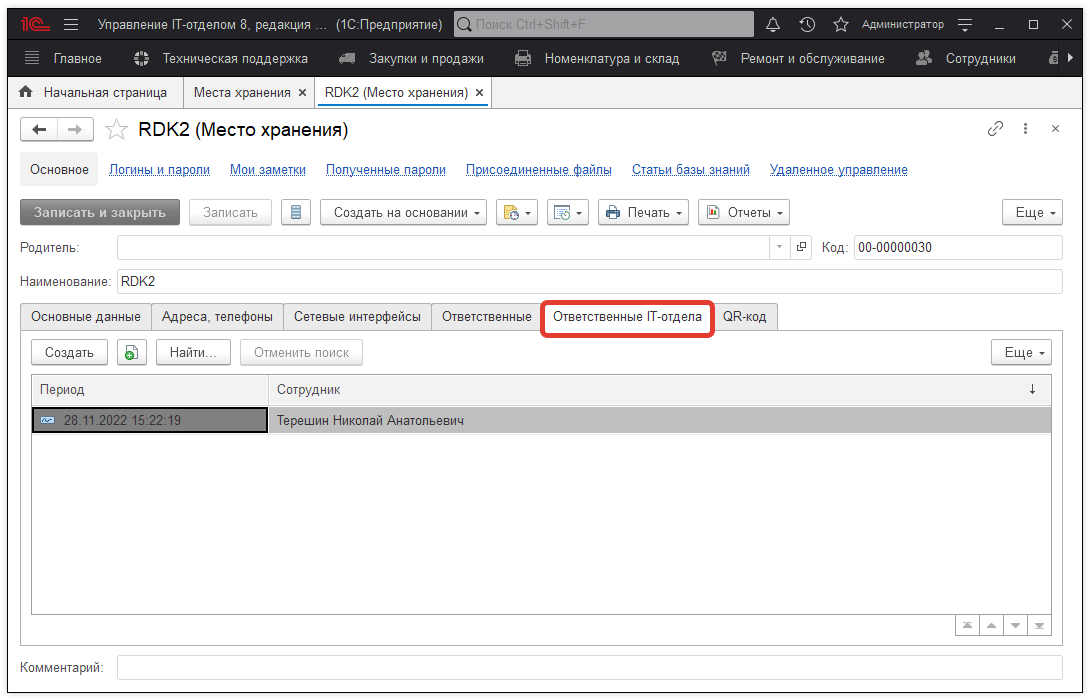 1С Управление IT-отделом 8, редакция ... (1С:Предприятие) Поиск Ctrl+Shift+F Администратор
Главное Техническая поддержка Закупки и продажи Номенклатура и склад Ремонт и обслуживание Сотрудники
Начальная страница Места хранения × RDK2 (Место хранения) ×
RDK2 (Место хранения)
Основное Логины и пароли Мои заметки Полученные пароли Присоединенные файлы Статьи базы знаний Удаленное управление
Записать и закрыть Записать Создать на основании Печать Отчеты Еще
Родитель: Код: 00-00000030
Наименование: RDK2
Основные данные Адреса, телефоны Сетевые интерфейсы Ответственные Ответственные IT-отдела QR-код
Создать Найти... Отменить поиск Еще
Период Сотрудник ↓
28.11.2022 15:22:19 Терешин Николай Анатольевич
Комментарий: